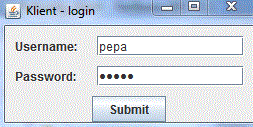 Klient - login
Username: pepa
Password: •••••
Submit